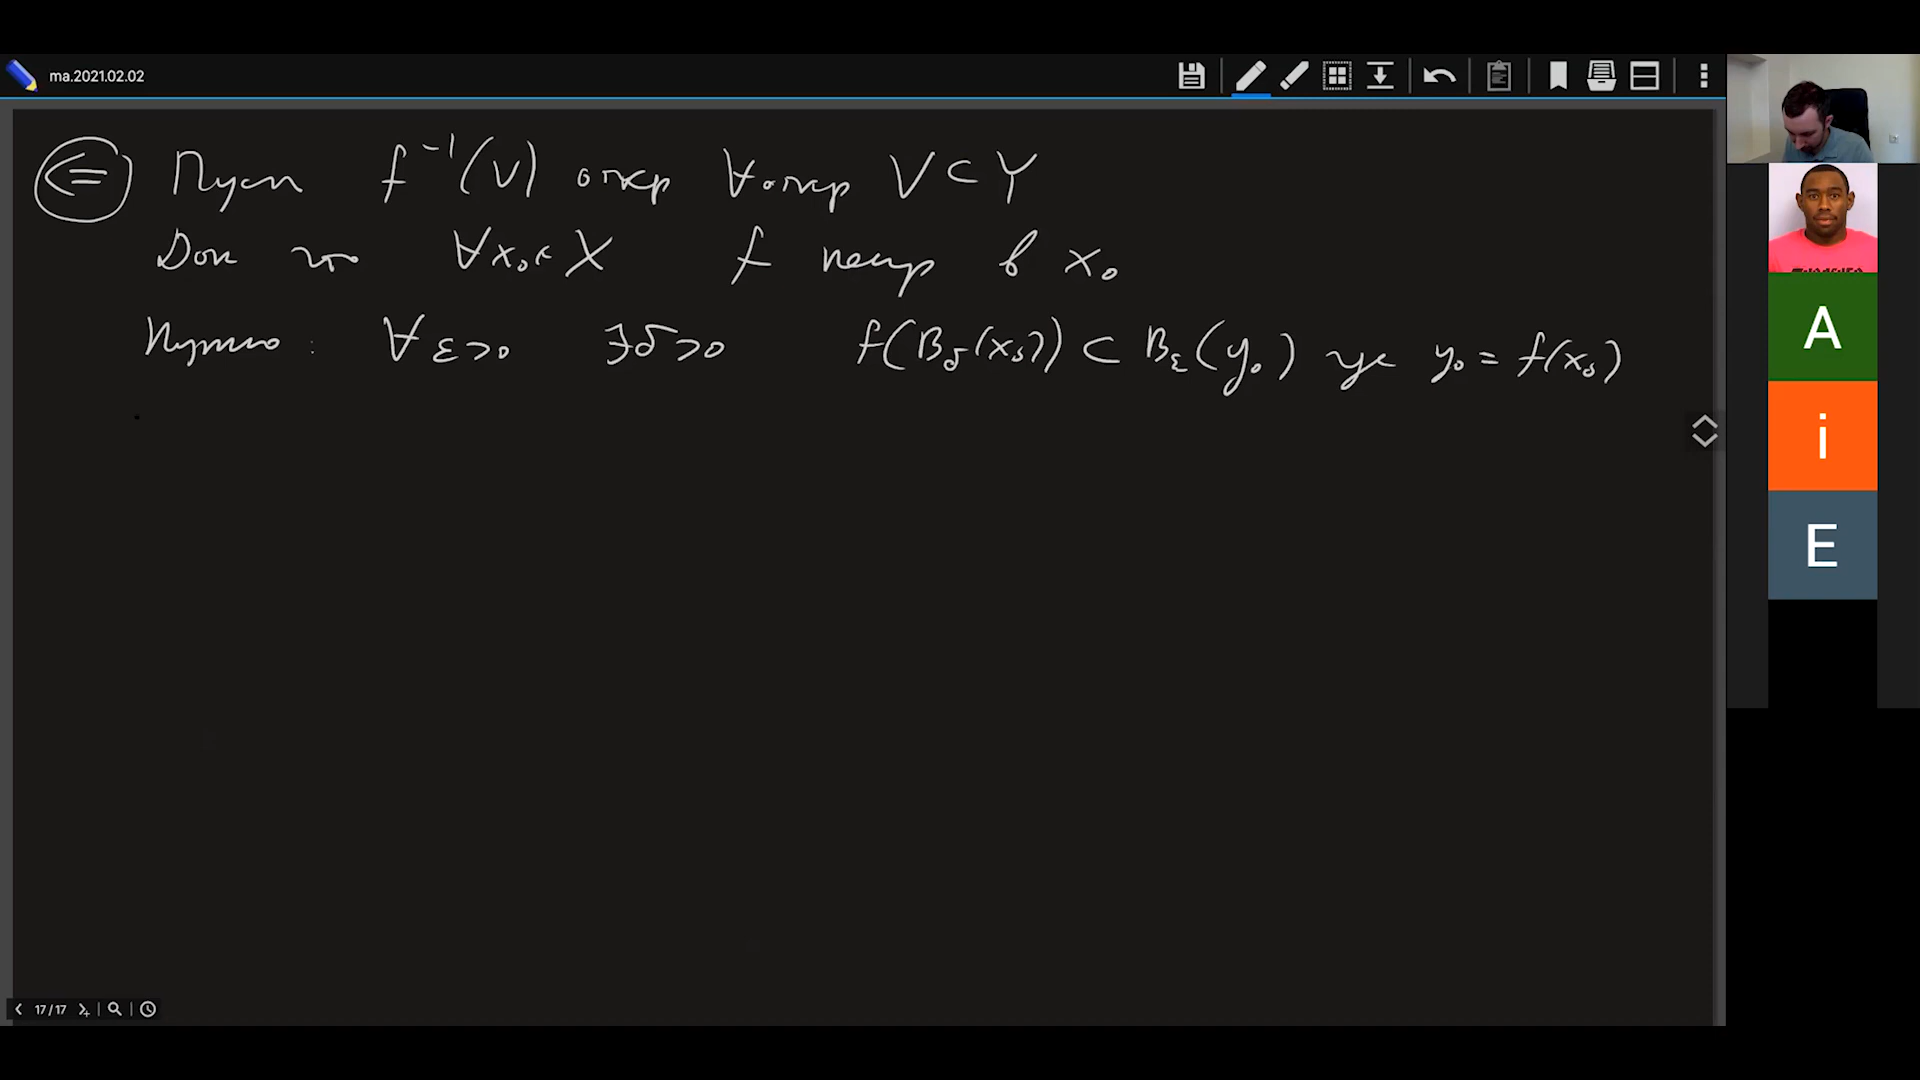 ma.2021.02.02
⇐ Пусть f⁻¹(V) откр ∀ откр V ⊂ Y
Док что ∀x₀ ∈ X f непр в x₀
Нужно: ∀ε>0 ∃δ>0 f(B_δ(x₀)) ⊂ B_ε(y₀) где y₀ = f(x₀)
A
i
E
17/17